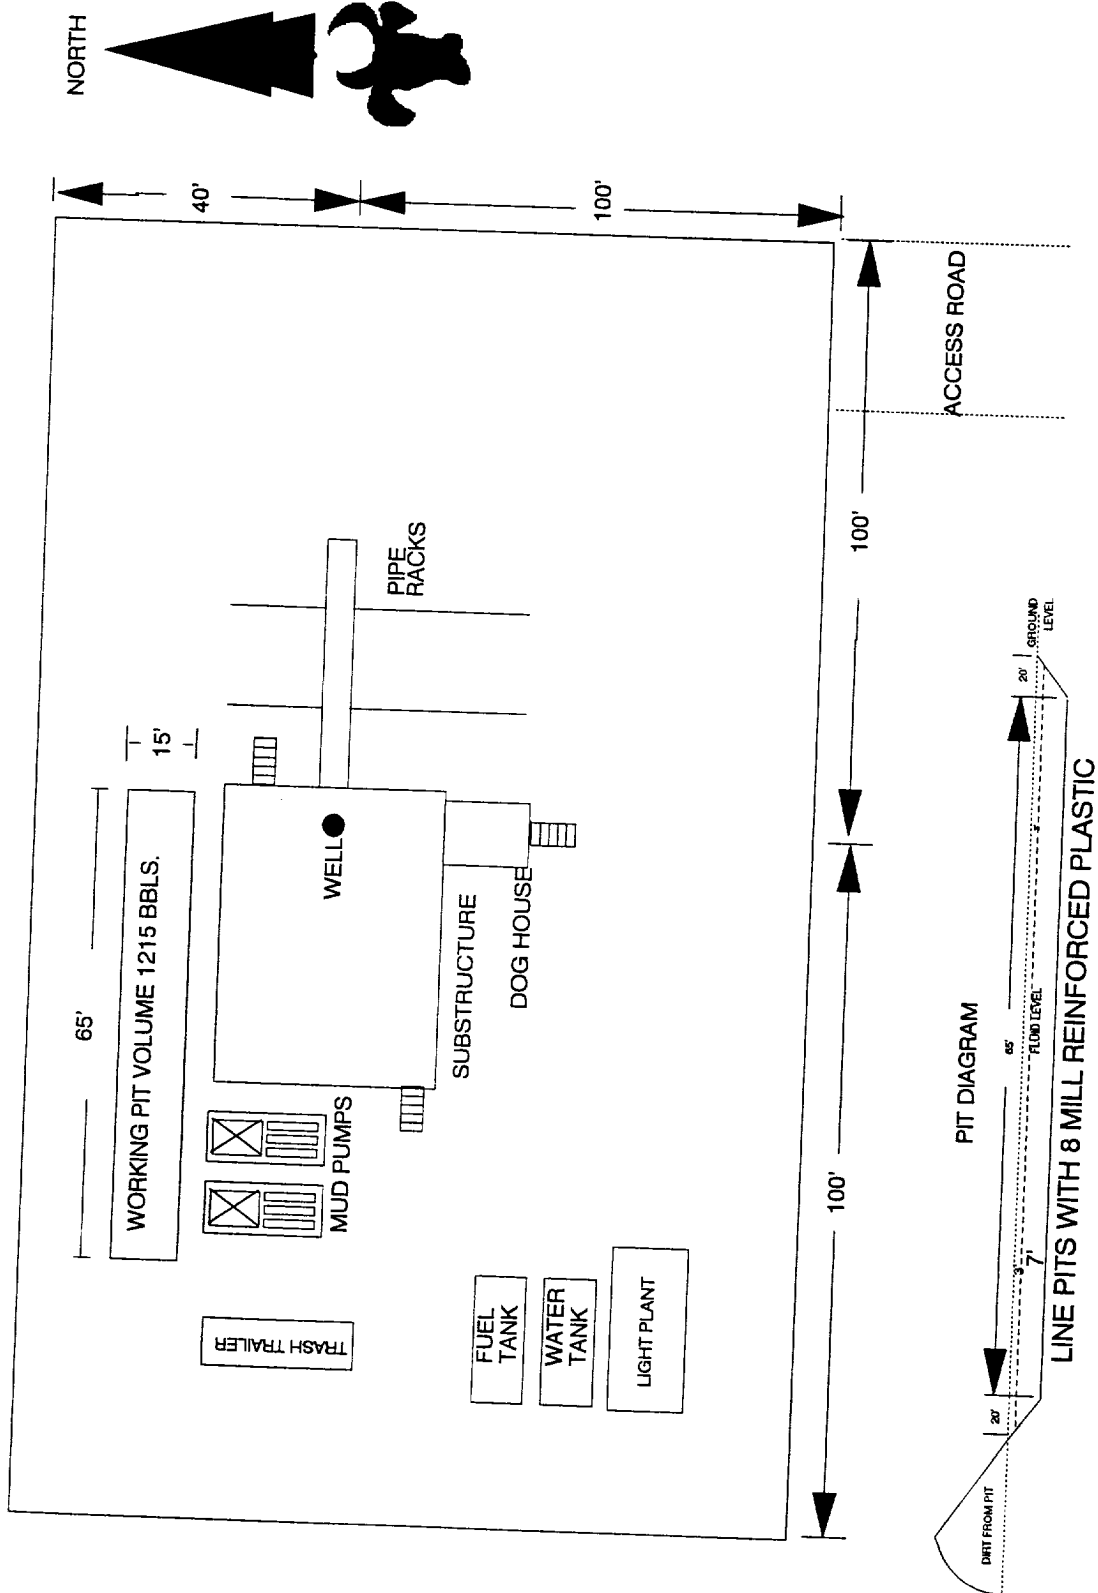 NORTH
40'
100'
ACCESS ROAD
100'
100'
15'
65'
WORKING PIT VOLUME 1215 BBLS.
PIPE
RACKS
WELL
SUBSTRUCTURE
DOG HOUSE
MUD PUMPS
TRASH TRAILER
FUEL
TANK
WATER
TANK
LIGHT PLANT
PIT DIAGRAM
20'
65'
20'
GROUND
LEVEL
FLUID LEVEL
3'
7'
DIRT FROM PIT
LINE PITS WITH 8 MILL REINFORCED PLASTIC